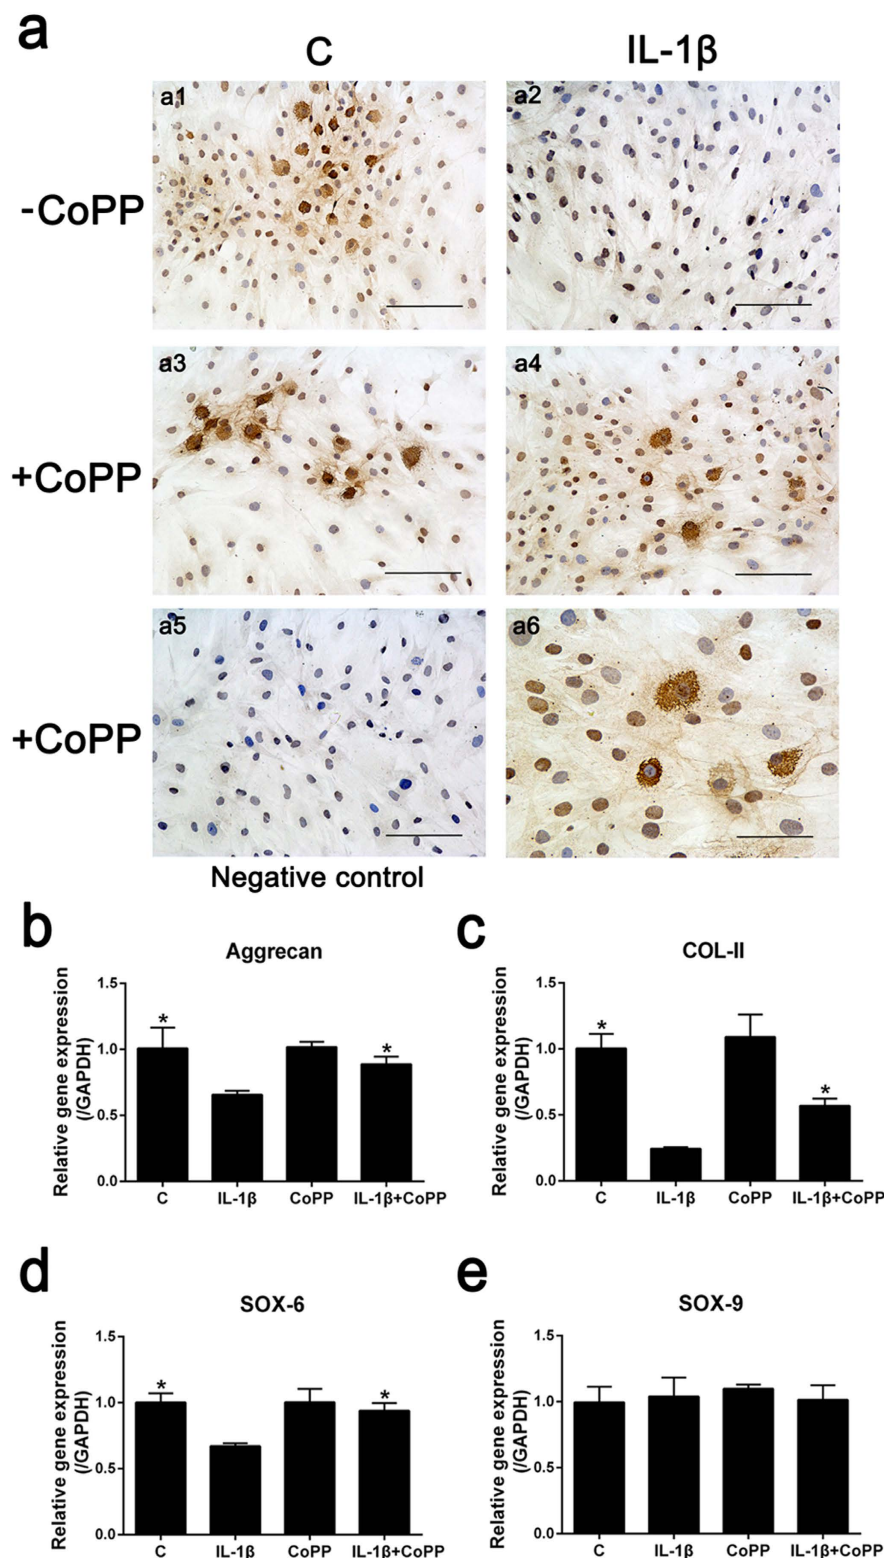 a
C
IL-1β
-CoPP
a1
a2
+CoPP
a3
a4
+CoPP
a5
a6
Negative control
b
Aggrecan
Relative gene expression
(/GAPDH)
1.5
1.0
0.5
0.0
*
*
C
IL-1β
CoPP
IL-1β+CoPP
c
COL-II
Relative gene expression
(/GAPDH)
1.5
1.0
0.5
0.0
*
*
C
IL-1β
CoPP
IL-1β+CoPP
d
SOX-6
Relative gene expression
(/GAPDH)
1.5
1.0
0.5
0.0
*
*
C
IL-1β
CoPP
IL-1β+CoPP
e
SOX-9
Relative gene expression
(/GAPDH)
1.5
1.0
0.5
0.0
C
IL-1β
CoPP
IL-1β+CoPP